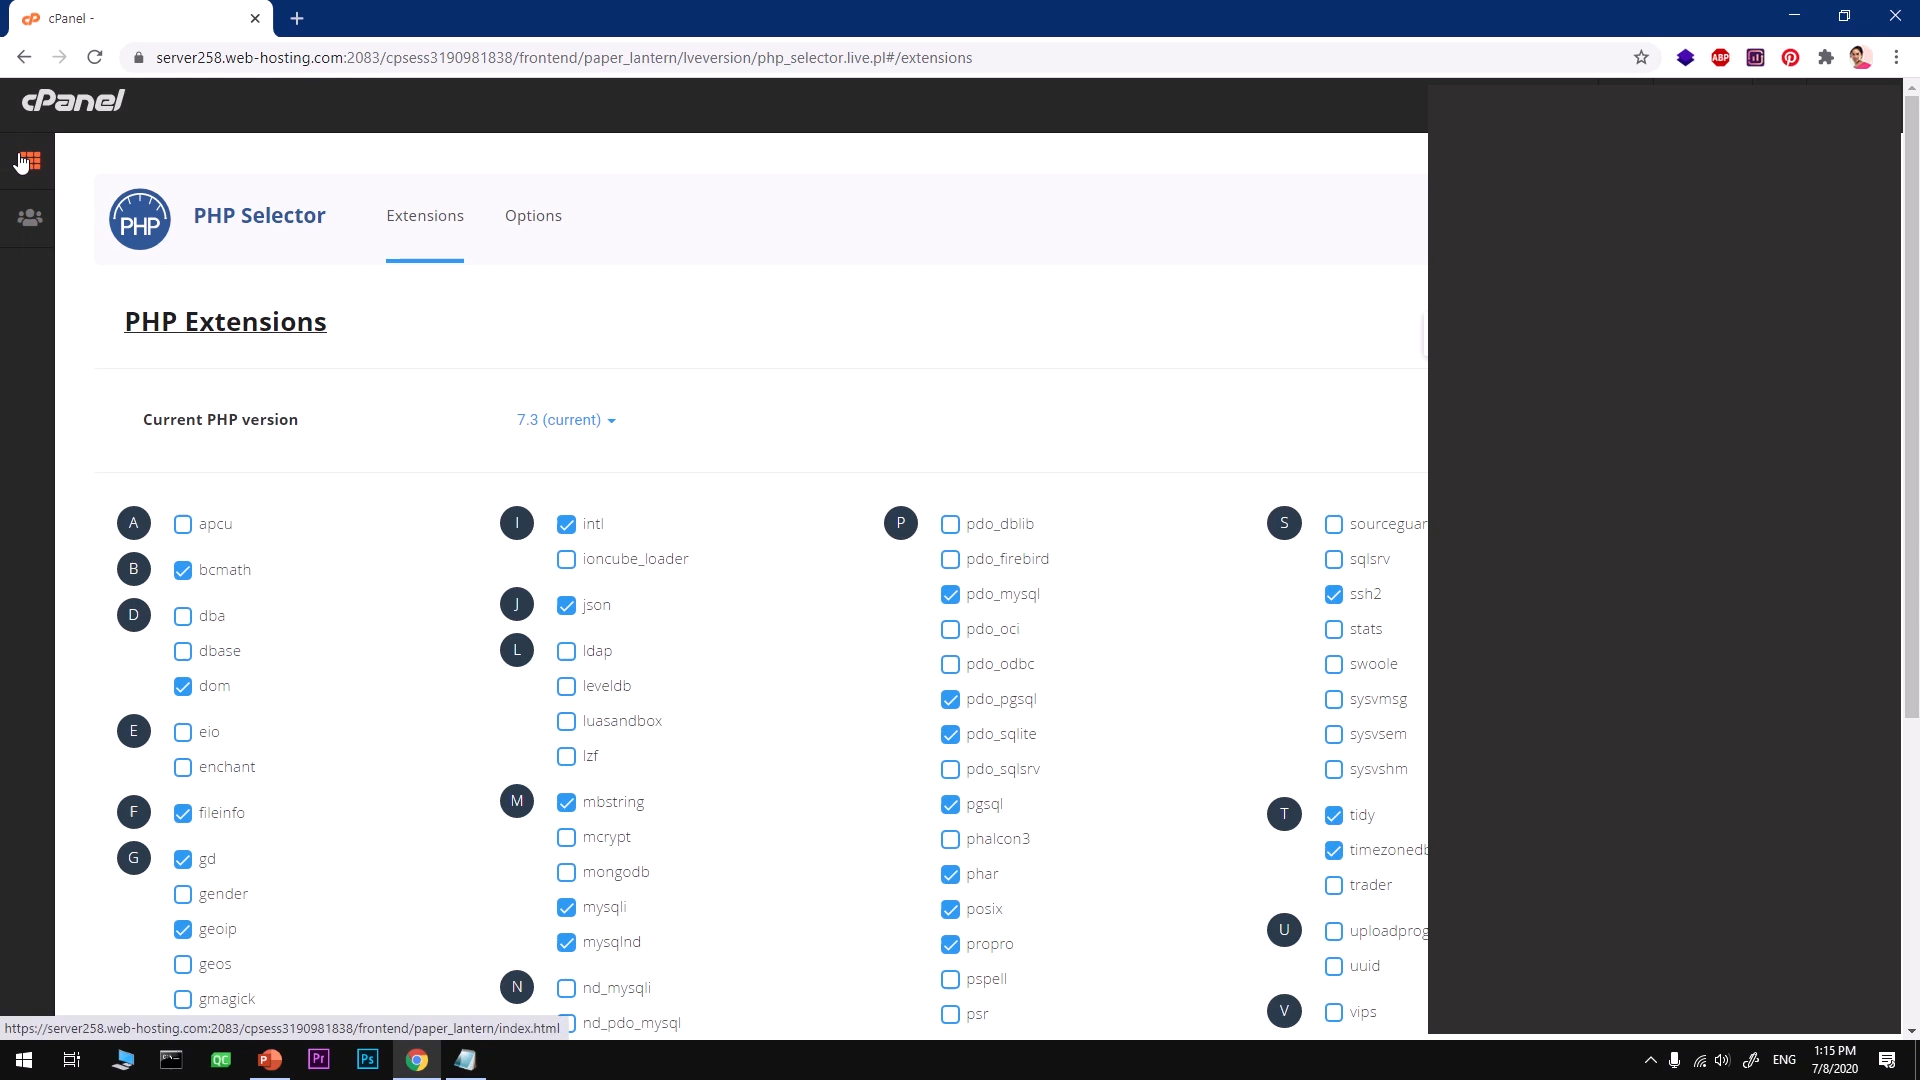 cPanel -
server258.web-hosting.com:2083/cpsess3190981838/frontend/paper_lantern/lveversion/php_selector.live.pl#/extensions
ABP
cPanel
PHP
PHP Selector
Extensions
Options
PHP Extensions
Current PHP version
7.3 (current)
A
apcu
B
bcmath
D
dba
dbase
dom
E
eio
enchant
F
fileinfo
G
gd
gender
geoip
geos
gmagick
I
intl
ioncube_loader
J
json
L
ldap
leveldb
luasandbox
lzf
M
mbstring
mcrypt
mongodb
mysqli
mysqlnd
N
nd_mysqli
nd_pdo_mysql
P
pdo_dblib
pdo_firebird
pdo_mysql
pdo_oci
pdo_odbc
pdo_pgsql
pdo_sqlite
pdo_sqlsrv
pgsql
phalcon3
phar
posix
propro
pspell
psr
S
sourceguar
sqlsrv
ssh2
stats
swoole
sysvmsg
sysvsem
sysvshm
T
tidy
timezonedb
trader
U
uploadprog
uuid
V
vips
https://server258.web-hosting.com:2083/cpsess3190981838/frontend/paper_lantern/index.html
QC
P
Pr
Ps
ENG
1:15 PM
7/8/2020